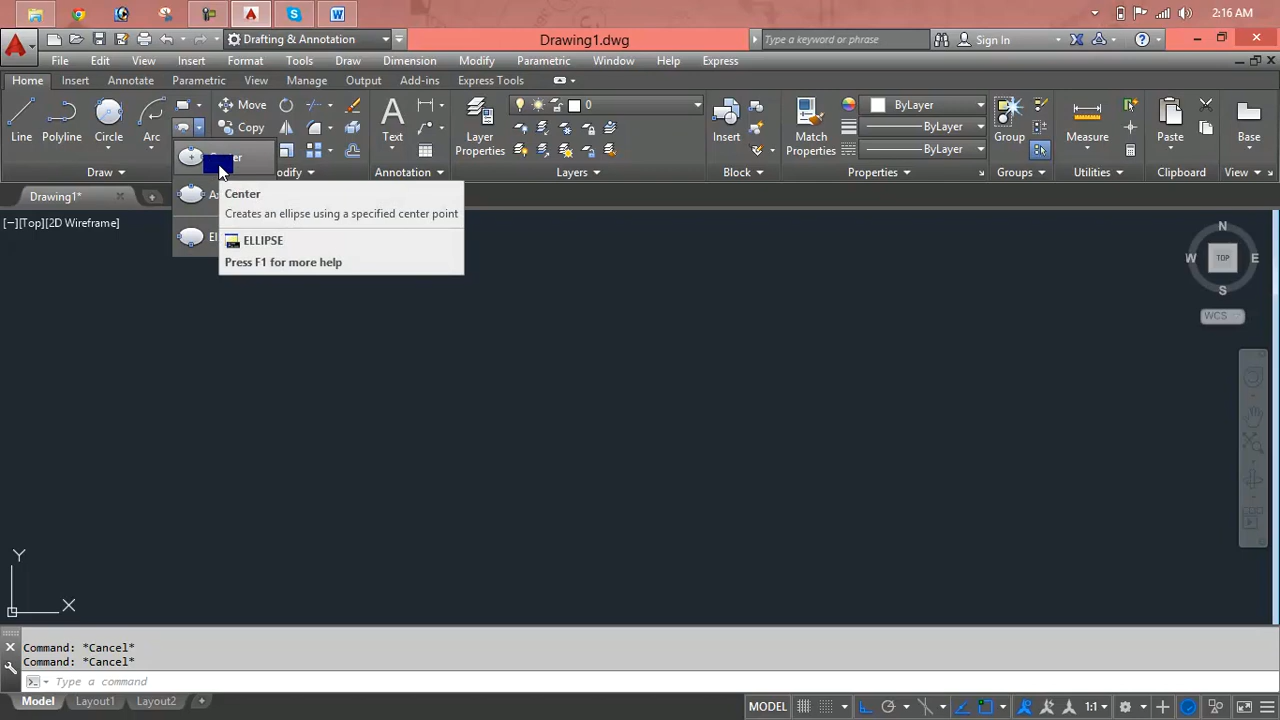 2:16 AM
Drafting & Annotation
Drawing1.dwg
Type a keyword or phrase
Sign In
File Edit View Insert Format Tools Draw Dimension Modify Parametric Window Help Express
Home Insert Annotate Parametric View Manage Output Add-ins Express Tools
Move
0
ByLayer
Copy
ByLayer
Line Polyline Circle Arc
Text
Layer
Properties
Insert
Match
Properties
ByLayer
Group
Measure
Paste
Base
Draw
Annotation
Layers
Block
Properties
Groups
Utilities
Clipboard
Drawing1*
Center
Creates an ellipse using a specified center point
ELLIPSE
Press F1 for more help
[−][Top][2D Wireframe]
N
W TOP E
S
WCS
Y
X
Command: *Cancel*
Command: *Cancel*
Type a command
Model Layout1 Layout2 +
MODEL
1:1